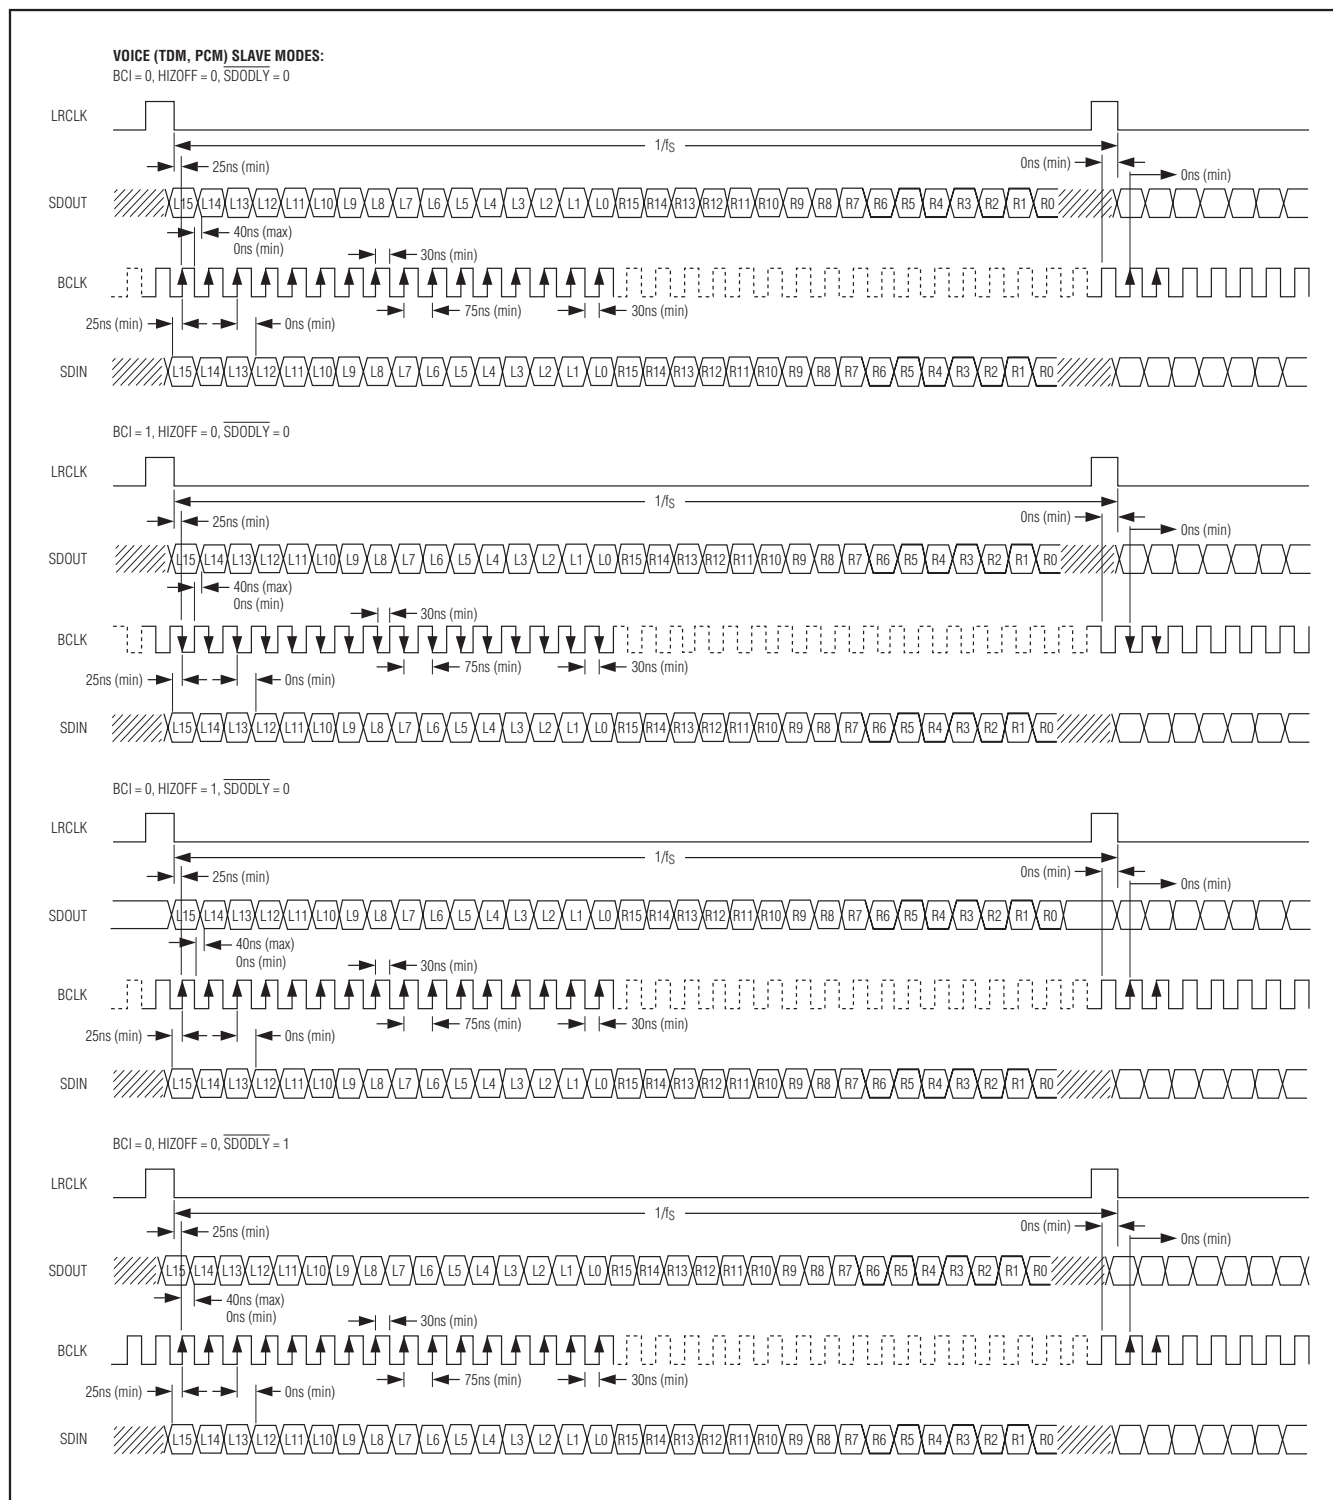 VOICE (TDM, PCM) SLAVE MODES:
BCI = 0, HIZOFF = 0, SDODLY = 0
LRCLK
1/fS
25ns (min)
0ns (min)
0ns (min)
SDOUT L15 L14 L13 L12 L11 L10 L9 L8 L7 L6 L5 L4 L3 L2 L1 L0 R15 R14 R13 R12 R11 R10 R9 R8 R7 R6 R5 R4 R3 R2 R1 R0
40ns (max)
0ns (min)
30ns (min)
BCLK
25ns (min)
0ns (min)
75ns (min)
30ns (min)
SDIN L15 L14 L13 L12 L11 L10 L9 L8 L7 L6 L5 L4 L3 L2 L1 L0 R15 R14 R13 R12 R11 R10 R9 R8 R7 R6 R5 R4 R3 R2 R1 R0
BCI = 1, HIZOFF = 0, SDODLY = 0
LRCLK
1/fS
25ns (min)
0ns (min)
0ns (min)
SDOUT L15 L14 L13 L12 L11 L10 L9 L8 L7 L6 L5 L4 L3 L2 L1 L0 R15 R14 R13 R12 R11 R10 R9 R8 R7 R6 R5 R4 R3 R2 R1 R0
40ns (max)
0ns (min)
30ns (min)
BCLK
25ns (min)
0ns (min)
75ns (min)
30ns (min)
SDIN L15 L14 L13 L12 L11 L10 L9 L8 L7 L6 L5 L4 L3 L2 L1 L0 R15 R14 R13 R12 R11 R10 R9 R8 R7 R6 R5 R4 R3 R2 R1 R0
BCI = 0, HIZOFF = 1, SDODLY = 0
LRCLK
1/fS
25ns (min)
0ns (min)
0ns (min)
SDOUT L15 L14 L13 L12 L11 L10 L9 L8 L7 L6 L5 L4 L3 L2 L1 L0 R15 R14 R13 R12 R11 R10 R9 R8 R7 R6 R5 R4 R3 R2 R1 R0
40ns (max)
0ns (min)
30ns (min)
BCLK
25ns (min)
0ns (min)
75ns (min)
30ns (min)
SDIN L15 L14 L13 L12 L11 L10 L9 L8 L7 L6 L5 L4 L3 L2 L1 L0 R15 R14 R13 R12 R11 R10 R9 R8 R7 R6 R5 R4 R3 R2 R1 R0
BCI = 0, HIZOFF = 0, SDODLY = 1
LRCLK
1/fS
25ns (min)
0ns (min)
0ns (min)
SDOUT L15 L14 L13 L12 L11 L10 L9 L8 L7 L6 L5 L4 L3 L2 L1 L0 R15 R14 R13 R12 R11 R10 R9 R8 R7 R6 R5 R4 R3 R2 R1 R0
40ns (max)
0ns (min)
30ns (min)
BCLK
25ns (min)
0ns (min)
75ns (min)
30ns (min)
SDIN L15 L14 L13 L12 L11 L10 L9 L8 L7 L6 L5 L4 L3 L2 L1 L0 R15 R14 R13 R12 R11 R10 R9 R8 R7 R6 R5 R4 R3 R2 R1 R0